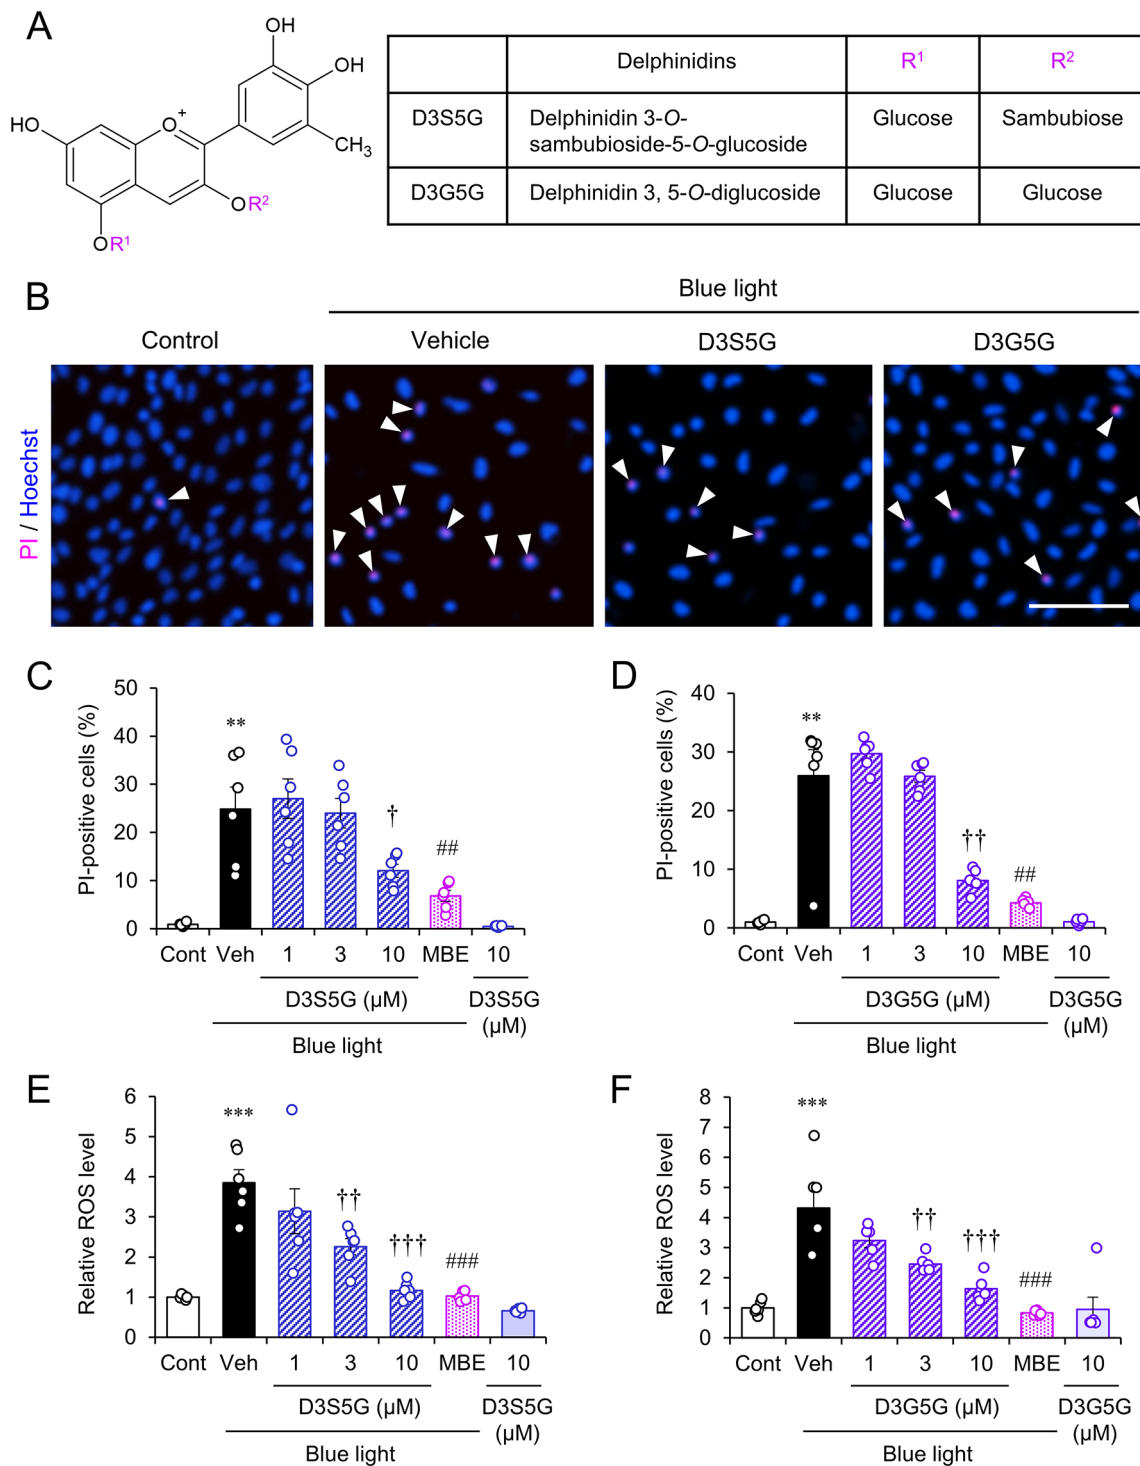 A
OH
OH
HO
O+
CH3
OR2
OR1
Delphinidins R1 R2
D3S5G Delphinidin 3-O-
sambubioside-5-O-glucoside Glucose Sambubiose
D3G5G Delphinidin 3, 5-O-diglucoside Glucose Glucose
B
Blue light
Control Vehicle D3S5G D3G5G
PI / Hoechst
C
PI-positive cells (%)
50
40
30
20
10
0
**
†
##
Cont Veh 1 3 10 MBE 10
D3S5G (μM) D3S5G
(μM)
Blue light
D
PI-positive cells (%)
40
30
20
10
0
**
††
##
Cont Veh 1 3 10 MBE 10
D3G5G (μM) D3G5G
(μM)
Blue light
E
Relative ROS level
6
5
4
3
2
1
0
***
††
†††
###
Cont Veh 1 3 10 MBE 10
D3S5G (μM) D3S5G
(μM)
Blue light
F
Relative ROS level
8
7
6
5
4
3
2
1
0
***
††
†††
###
Cont Veh 1 3 10 MBE 10
D3G5G (μM) D3G5G
(μM)
Blue light